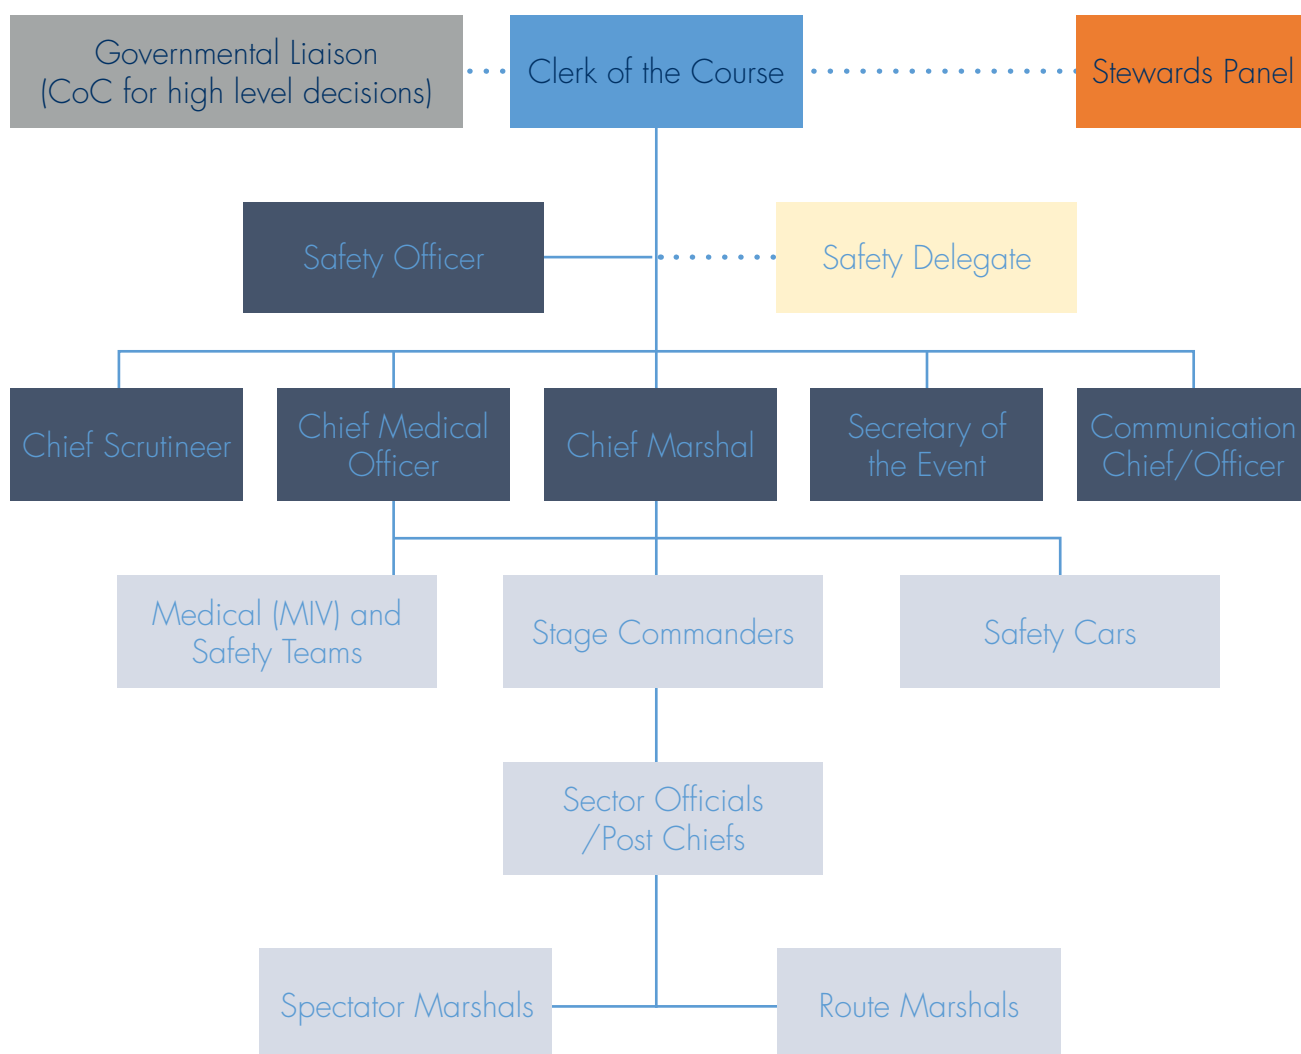 Governmental Liaison
(CoC for high level decisions)
Clerk of the Course
Stewards Panel
Safety Officer
Safety Delegate
Chief Scrutineer
Chief Medical
Officer
Chief Marshal
Secretary of
the Event
Communication
Chief/Officer
Medical (MIV) and
Safety Teams
Stage Commanders
Safety Cars
Sector Officials
/Post Chiefs
Spectator Marshals
Route Marshals